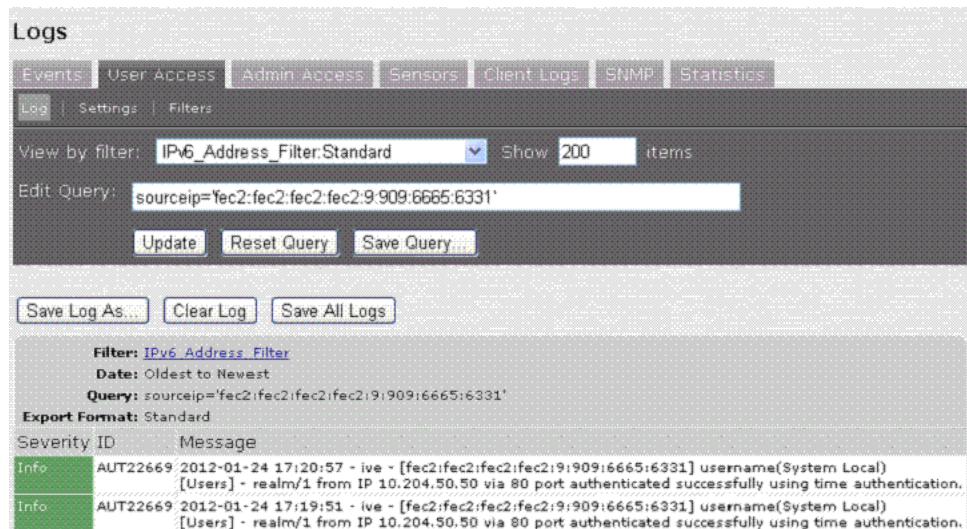 Logs
Events User Access Admin Access Sensors Client Logs SNMP Statistics
Log | Settings | Filters
View by filter: IPv6_Address_Filter:Standard Show 200 items
Edit Query: sourceip='fec2:fec2:fec2:fec2:9:909:6665:6331'
Update Reset Query Save Query...
Save Log As... Clear Log Save All Logs
Filter: IPv6_Address_Filter
Date: Oldest to Newest
Query: sourceip='fec2:fec2:fec2:fec2:9:909:6665:6331'
Export Format: Standard
Severity ID Message
Info AUT22669 2012-01-24 17:20:57 - ive - [fec2:fec2:fec2:fec2:9:909:6665:6331] username(System Local)
[Users] - realm/1 from IP 10.204.50.50 via 80 port authenticated successfully using time authentication.
Info AUT22669 2012-01-24 17:19:51 - ive - [fec2:fec2:fec2:fec2:9:909:6665:6331] username(System Local)
[Users] - realm/1 from IP 10.204.50.50 via 80 port authenticated successfully using time authentication.